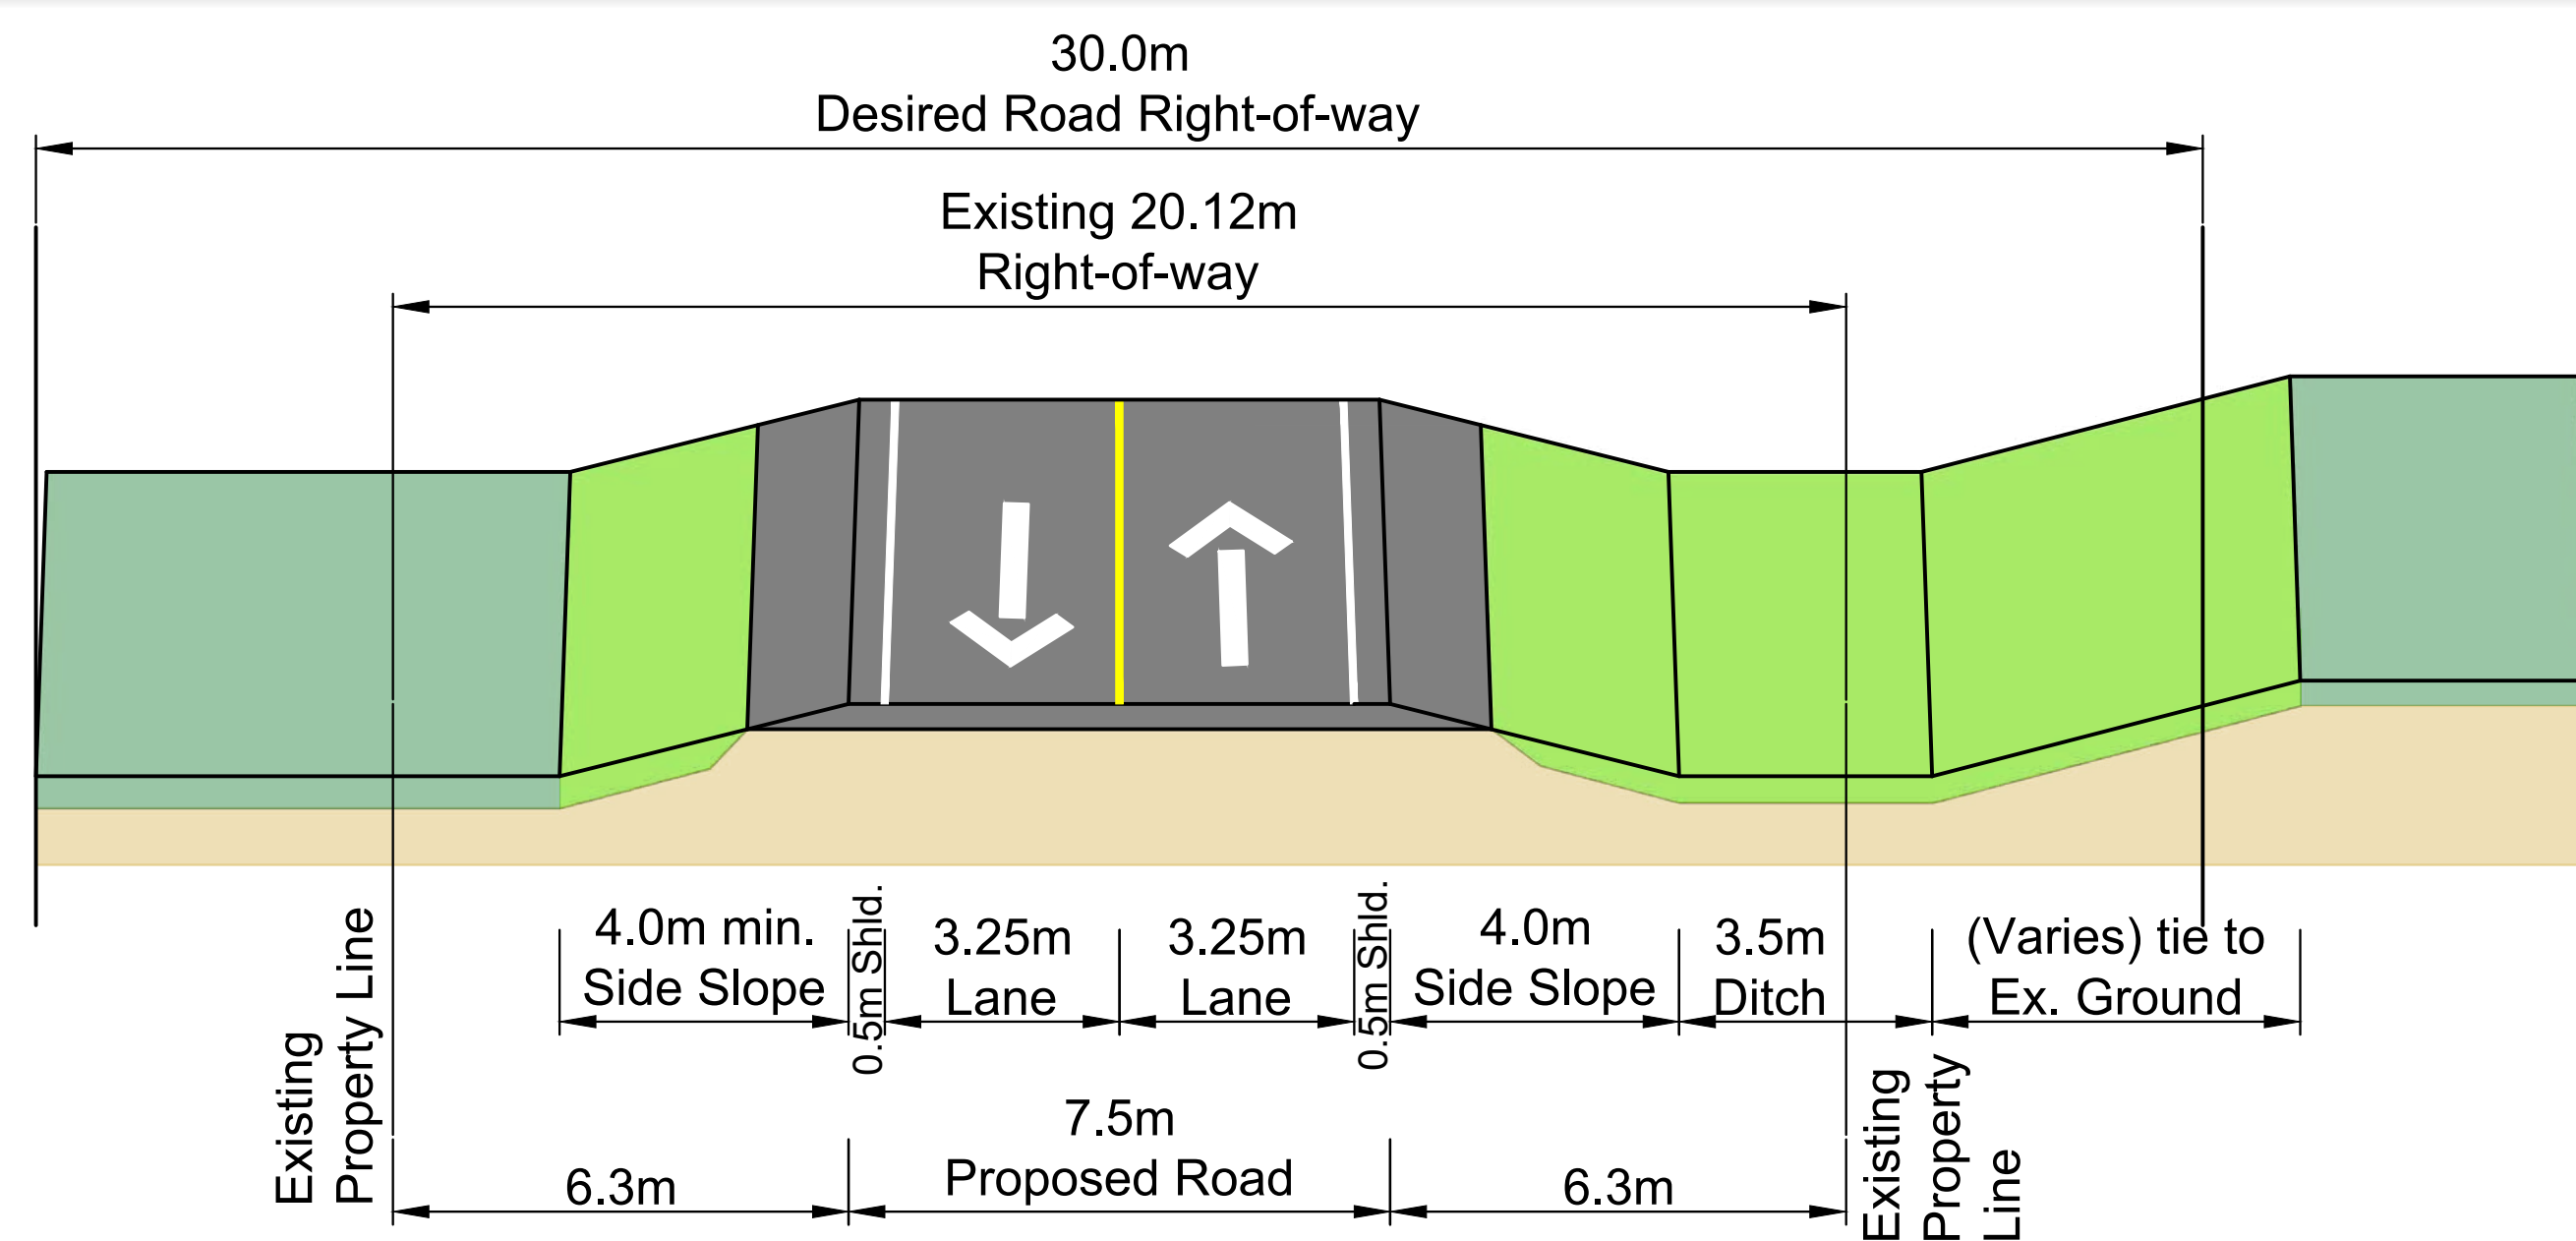 30.0m
Desired Road Right-of-way
Existing 20.12m
Right-of-way
4.0m min.
Side Slope
0.5m Shld.
3.25m
Lane
3.25m
Lane
0.5m Shld.
4.0m
Side Slope
3.5m
Ditch
(Varies) tie to
Ex. Ground
Existing
Property Line
6.3m
7.5m
Proposed Road
6.3m
Existing
Property
Line